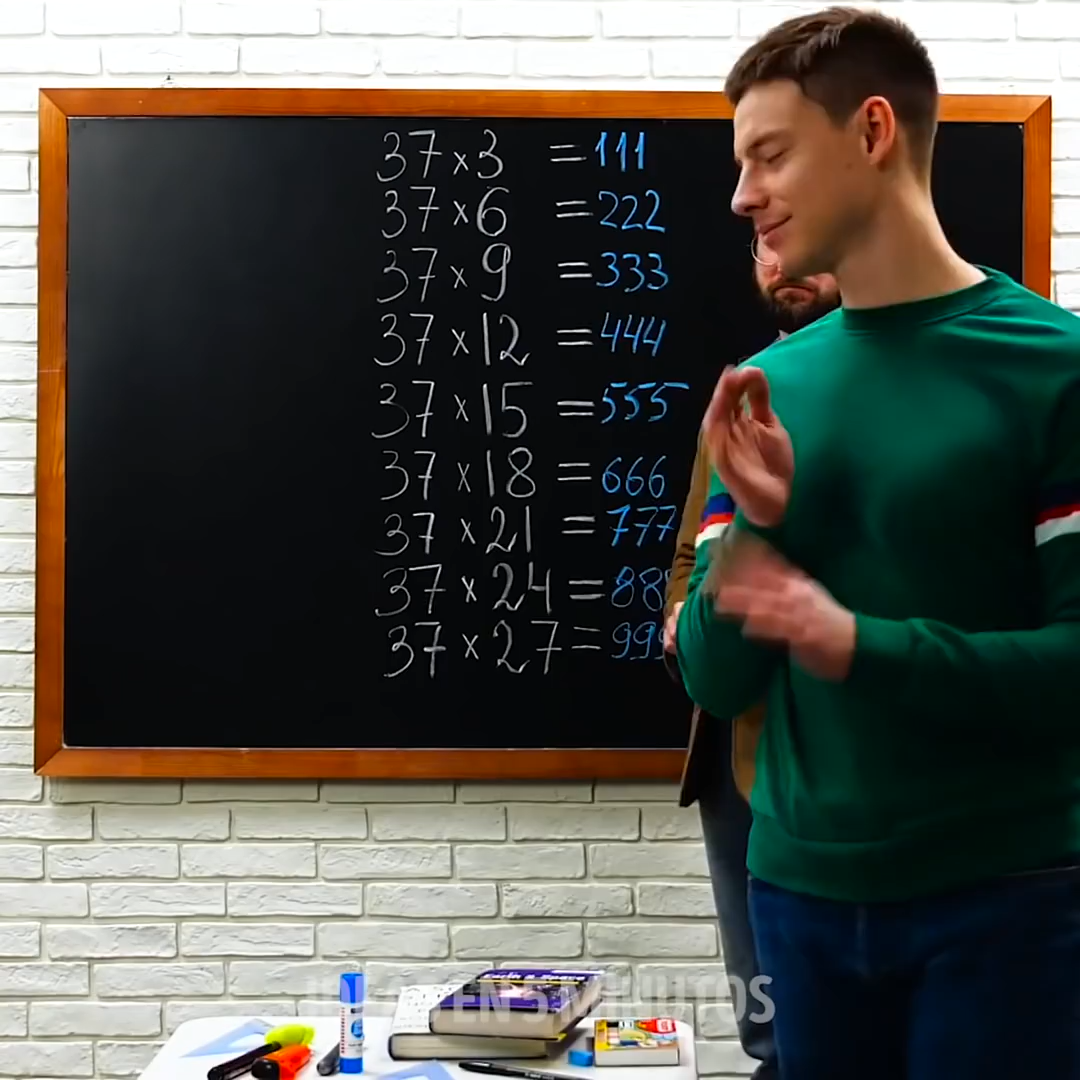 37 x 3 = 111
37 x 6 = 222
37 x 9 = 333
37 x 12 = 444
37 x 15 = 555
37 x 18 = 666
37 x 21 = 777
37 x 24 = 88
37 x 27 = 999
EN 5 MINUTOS